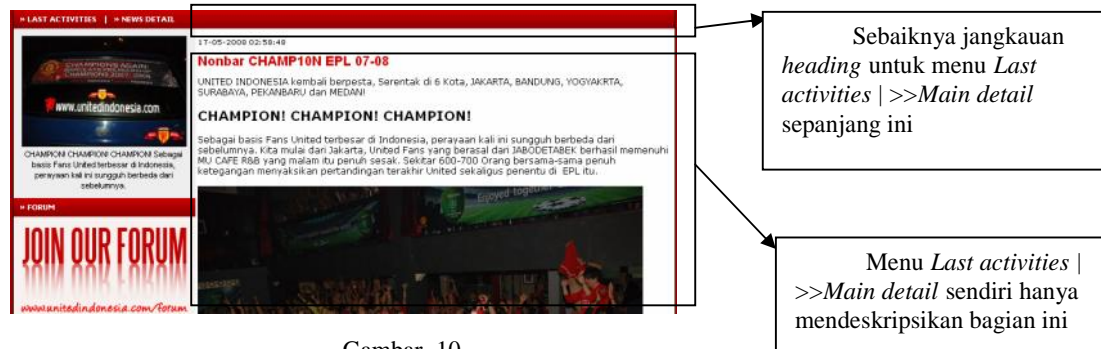 » LAST ACTIVITIES | » NEWS DETAIL
CHAMPIONS AGAIN
www.unitedindonesia.com
CHAMPION! CHAMPION! CHAMPION! Sebagai
basis Fans United terbesar di Indonesia,
perayaan kali ini sungguh berbeda dari
sebelumnya.
» FORUM
JOIN OUR FORUM
www.unitedindonesia.com/forum
17-05-2008 02:58:48
Nonbar CHAMP10N EPL 07-08
UNITED INDONESIA kembali berpesta, Serentak di 6 Kota, JAKARTA, BANDUNG, YOGYAKRTA,
SURABAYA, PEKANBARU dan MEDAN!
CHAMPION! CHAMPION! CHAMPION!
Sebagai basis Fans United terbesar di Indonesia, perayaan kali ini sungguh berbeda dari
sebelumnya. Kita mulai dari Jakarta, United Fans yang berasal dari JABODETABEK berhasil memenuhi
MU CAFE R&B yang malam itu penuh sesak. Sekitar 600-700 Orang bersama-sama penuh
ketegangan menyaksikan pertandingan terakhir United sekaligus penentu di EPL itu.
Enjoyed together
Sebaiknya jangkauan
heading untuk menu Last
activities | >>Main detail
sepanjang ini
Menu Last activities |
>>Main detail sendiri hanya
mendeskripsikan bagian ini
Gambar 10